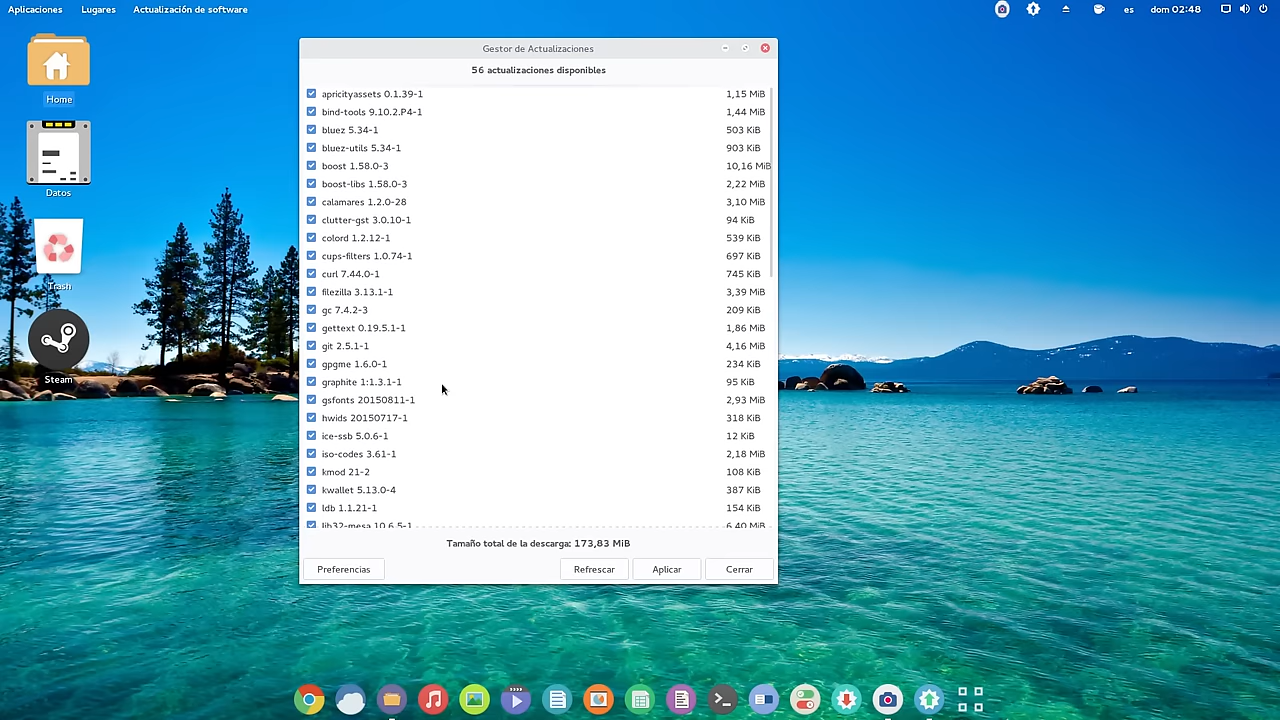 Aplicaciones Lugares Actualización de software es dom 02:48
Home
Datos
Trash
Steam
Gestor de Actualizaciones
56 actualizaciones disponibles
apricityassets 0.1.39-1 1,15 MiB
bind-tools 9.10.2.P4-1 1,44 MiB
bluez 5.34-1 503 KiB
bluez-utils 5.34-1 903 KiB
boost 1.58.0-3 10,16 MiB
boost-libs 1.58.0-3 2,22 MiB
calamares 1.2.0-28 3,10 MiB
clutter-gst 3.0.10-1 94 KiB
colord 1.2.12-1 539 KiB
cups-filters 1.0.74-1 697 KiB
curl 7.44.0-1 745 KiB
filezilla 3.13.1-1 3,39 MiB
gc 7.4.2-3 209 KiB
gettext 0.19.5.1-1 1,86 MiB
git 2.5.1-1 4,16 MiB
gpgme 1.6.0-1 234 KiB
graphite 1:1.3.1-1 95 KiB
gsfonts 20150811-1 2,93 MiB
hwids 20150717-1 318 KiB
ice-ssb 5.0.6-1 12 KiB
iso-codes 3.61-1 2,18 MiB
kmod 21-2 108 KiB
kwallet 5.13.0-4 387 KiB
ldb 1.1.21-1 154 KiB
lib32-mesa 10.6.5-1 6,40 MiB
Tamaño total de la descarga: 173,83 MiB
Preferencias Refrescar Aplicar Cerrar